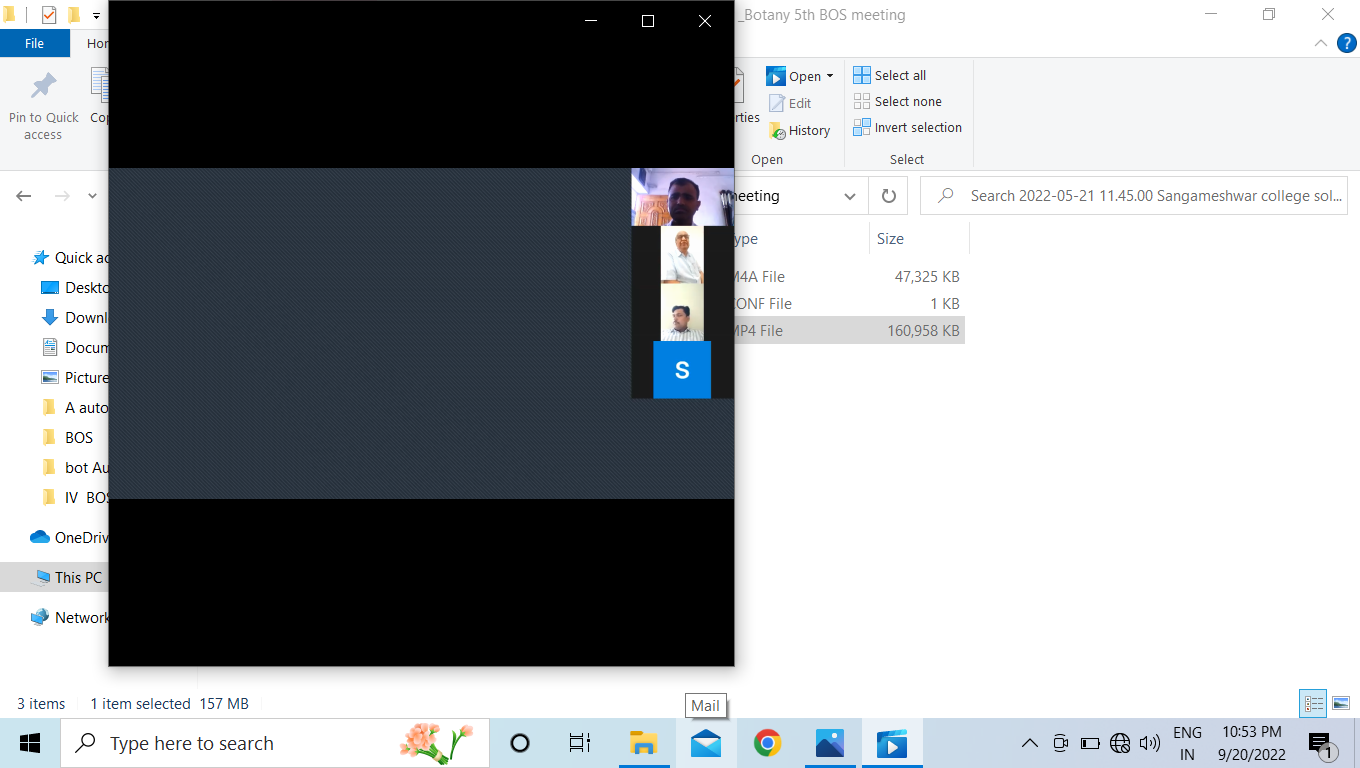 _Botany 5th BOS meeting
File
Hor
?
Pin to Quick
access
Cop
rties
Open
Edit
History
Open
Select all
Select none
Invert selection
Select
neeting
Search 2022-05-21 11.45.00 Sangameshwar college sol...
ype
Size
M4A File
47,325 KB
ONF File
1 KB
MP4 File
160,958 KB
S
Quick ac
Deskto
Downl
Docum
Picture
A auto
BOS
bot Au
IV BOS
OneDriv
This PC
Network
3 items
1 item selected 157 MB
Mail
Type here to search
ENG
IN
10:53 PM
9/20/2022
1